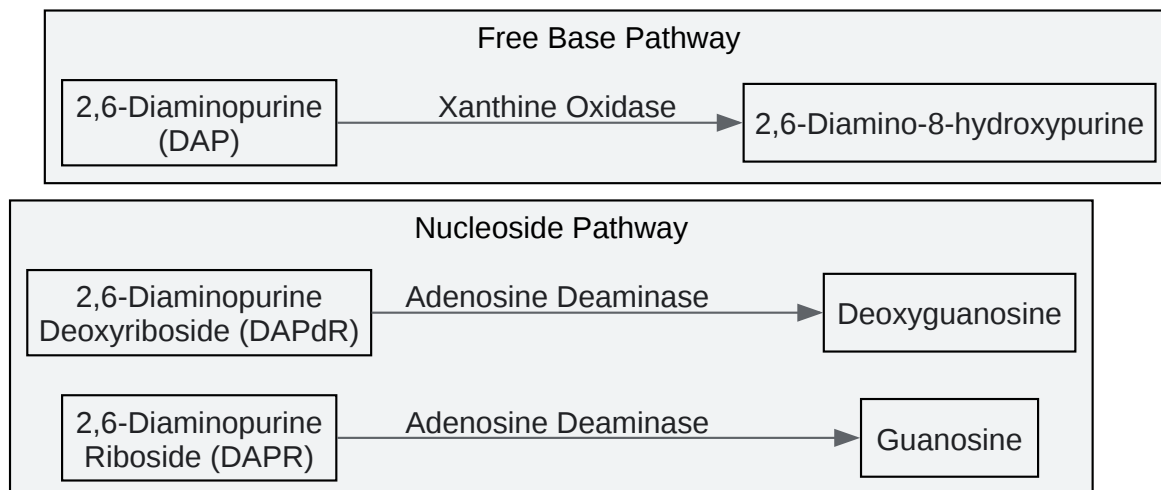 Free Base Pathway
2,6-Diaminopurine
(DAP)
Xanthine Oxidase
2,6-Diamino-8-hydroxypurine
Nucleoside Pathway
2,6-Diaminopurine
Deoxyriboside (DAPdR)
Adenosine Deaminase
Deoxyguanosine
2,6-Diaminopurine
Riboside (DAPR)
Adenosine Deaminase
Guanosine